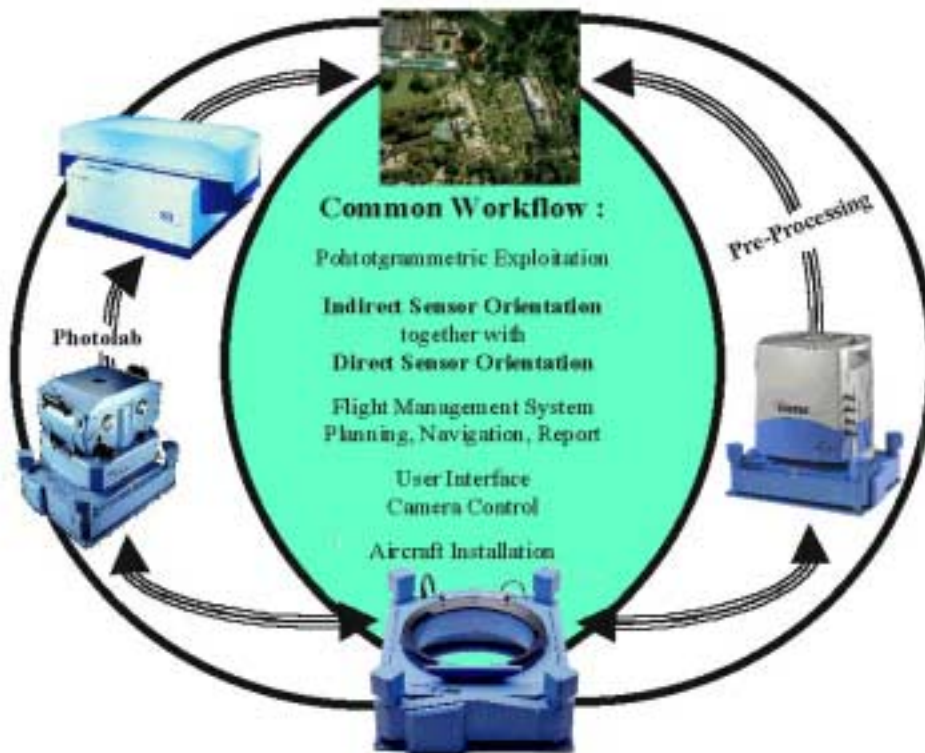 Common Workflow :
Pohtotgrammetric Exploitation
Indirect Sensor Orientation
together with
Direct Sensor Orientation
Flight Management System
Planning, Navigation, Report
User Interface
Camera Control
Aircraft Installation
Photolab
Pre-Processing